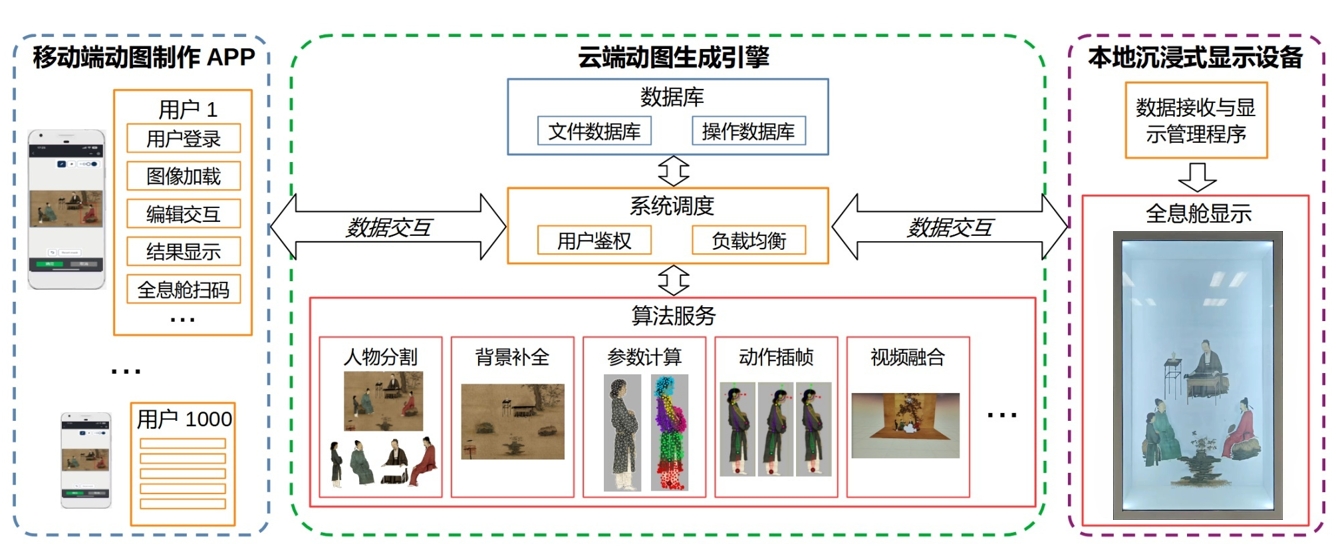 移动端动图制作 APP
用户 1
用户登录
图像加载
编辑交互
结果显示
全息舱扫码
...
...
用户 1000
数据交互
云端动图生成引擎
数据库
文件数据库
操作数据库
系统调度
用户鉴权
负载均衡
算法服务
人物分割
背景补全
参数计算
动作插帧
视频融合
...
数据交互
本地沉浸式显示设备
数据接收与显
示管理程序
全息舱显示